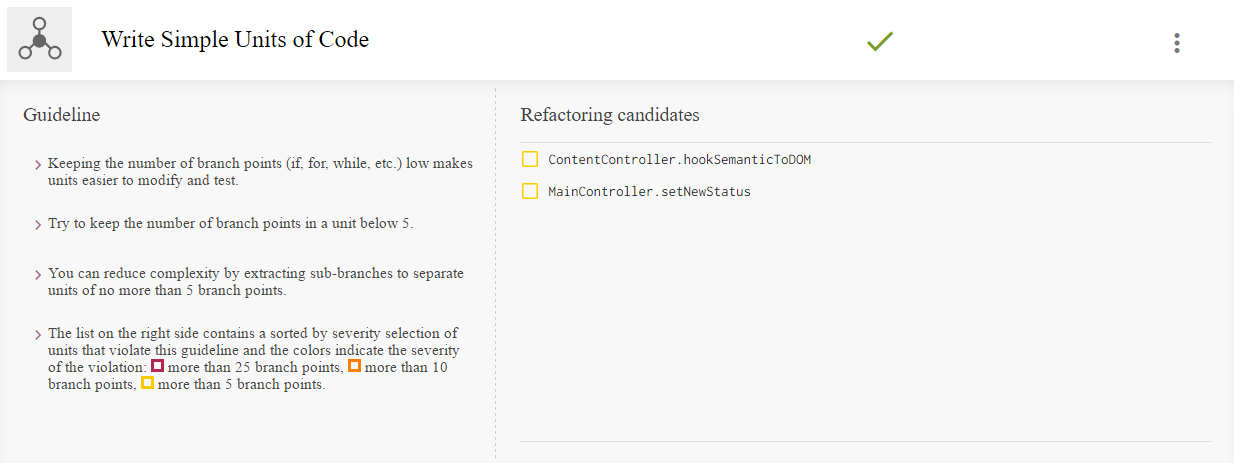 Write Simple Units of Code
Guideline
Keeping the number of branch points (if, for, while, etc.) low makes
units easier to modify and test.
Try to keep the number of branch points in a unit below 5.
You can reduce complexity by extracting sub-branches to separate
units of no more than 5 branch points.
The list on the right side contains a sorted by severity selection of
units that violate this guideline and the colors indicate the severity
of the violation: more than 25 branch points, more than 10
branch points, more than 5 branch points.
Refactoring candidates
ContentController.hookSemanticToDOM
MainController.setNewStatus